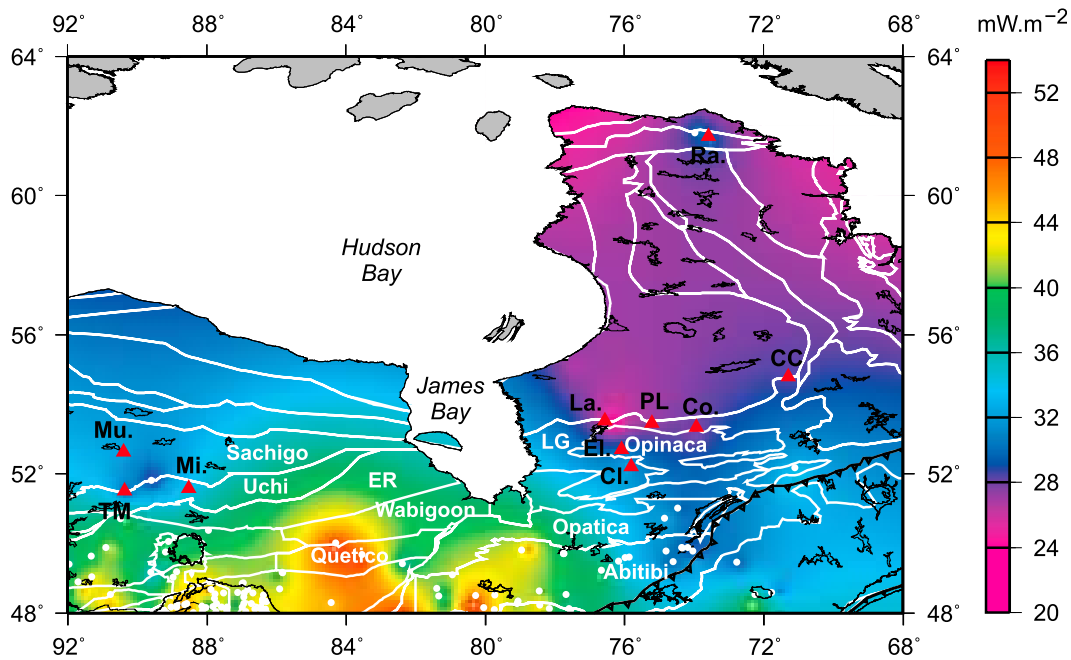 92 88 84 80 76 72 68
mW.m−2
64˚ 64˚
52
Ra.
48
60˚ 60˚
44
Hudson
Bay
40
56˚ 56˚
36
CC
James
Bay
La. PL Co.
32
Mu.
LG Opinaca
El.
Sachigo
Mi.
52˚ 52˚
Cl.
28
Uchi ER
TM
Wabigoon
Opatica
24
Quetico
Abitibi
48˚ 48˚
20
92 88 84 80 76 72 68